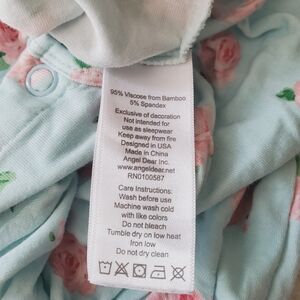 95% Viscose from Bamboo
5% Spandex
Exclusive of decoration
Not intended for
use as sleepwear
Keep away from fire
Designed in USA
Made in China
Angel Dear Inc.
www.angeldear.net
RN0100587
Care Instructions:
Wash before use
Machine wash cold
with like colors
Do not bleach
Tumble dry on low heat
Iron low
Do not dry clean